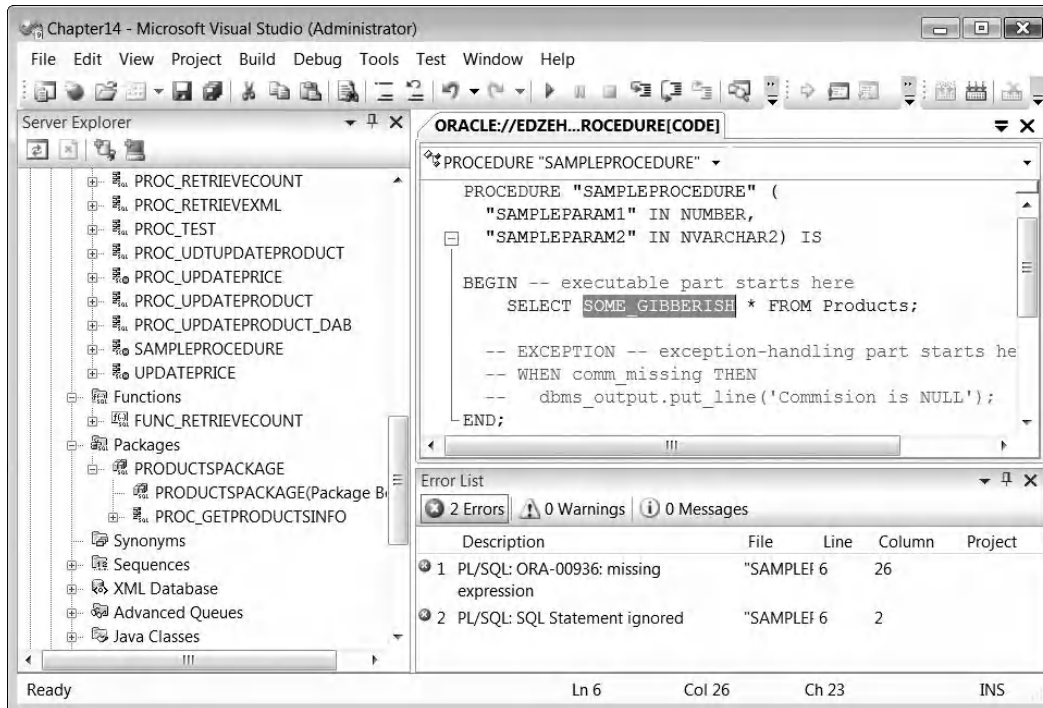 Chapter14 - Microsoft Visual Studio (Administrator)
File Edit View Project Build Debug Tools Test Window Help
Server Explorer
PROC_RETRIEVECOUNT
PROC_RETRIEVEXML
PROC_TEST
PROC_UDTUPDATEPRODUCT
PROC_UPDATEPRICE
PROC_UPDATEPRODUCT
PROC_UPDATEPRODUCT_DAB
SAMPLEPROCEDURE
UPDATEPRICE
Functions
FUNC_RETRIEVECOUNT
Packages
PRODUCTSPACKAGE
PRODUCTSPACKAGE(Package B
PROC_GETPRODUCTSINFO
Synonyms
Sequences
XML Database
Advanced Queues
Java Classes
ORACLE://EDZEH...ROCEDURE[CODE]
PROCEDURE "SAMPLEPROCEDURE"
PROCEDURE "SAMPLEPROCEDURE" (
"SAMPLEPARAM1" IN NUMBER,
"SAMPLEPARAM2" IN NVARCHAR2) IS
BEGIN -- executable part starts here
SELECT SOME_GIBBERISH * FROM Products;
-- EXCEPTION -- exception-handling part starts he
-- WHEN comm_missing THEN
-- dbms_output.put_line('Commision is NULL');
END;
Error List
2 Errors 0 Warnings 0 Messages
Description File Line Column Project
1 PL/SQL: ORA-00936: missing expression "SAMPLEF 6 26
2 PL/SQL: SQL Statement ignored "SAMPLEF 6 2
Ready Ln 6 Col 26 Ch 23 INS